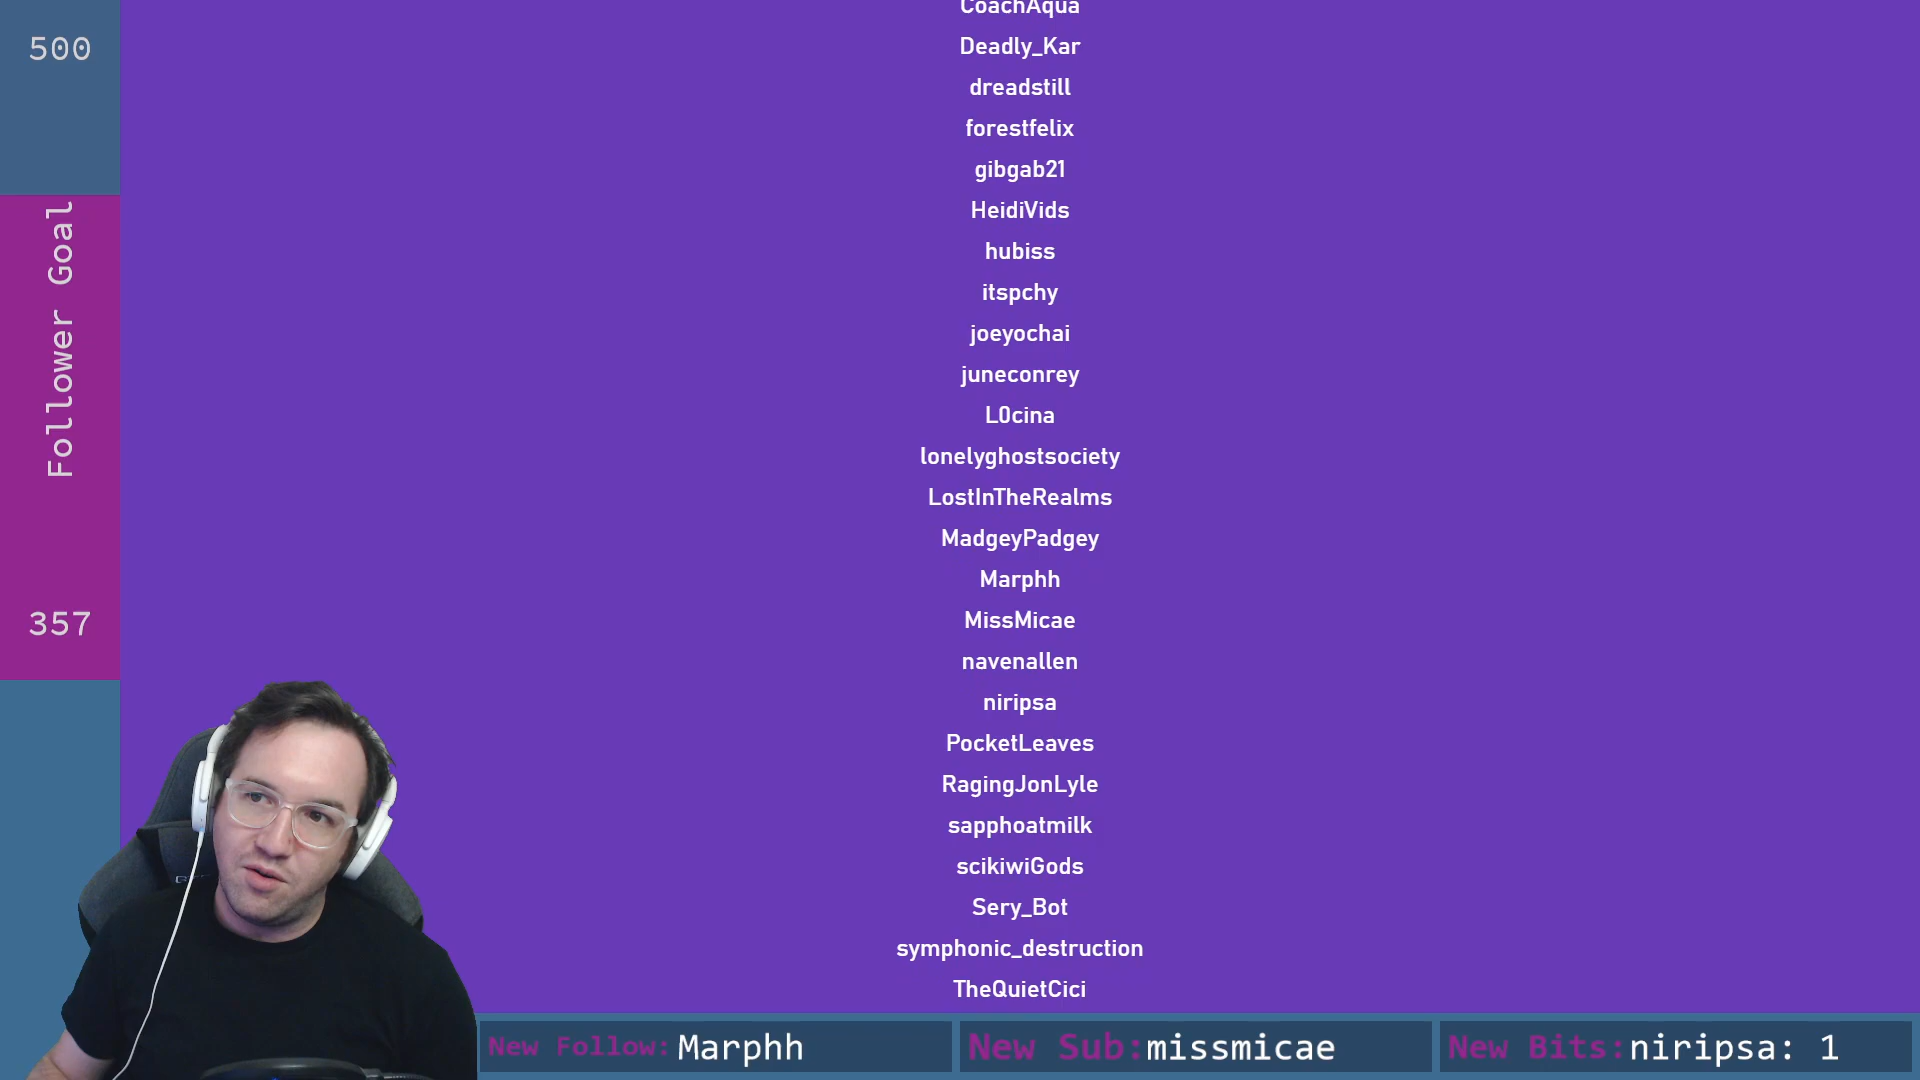 500
Follower Goal
357
CoachAqua
Deadly_Kar
dreadstill
forestfelix
gibgab21
HeidiVids
hubiss
itspchy
joeyochai
juneconrey
L0cina
lonelyghostsociety
LostInTheRealms
MadgeyPadgey
Marphh
MissMicae
navenallen
niripsa
PocketLeaves
RagingJonLyle
sapphoatmilk
scikiwiGods
Sery_Bot
symphonic_destruction
TheQuietCici
New Follow: Marphh
New Sub: missmicae
New Bits: niripsa: 1